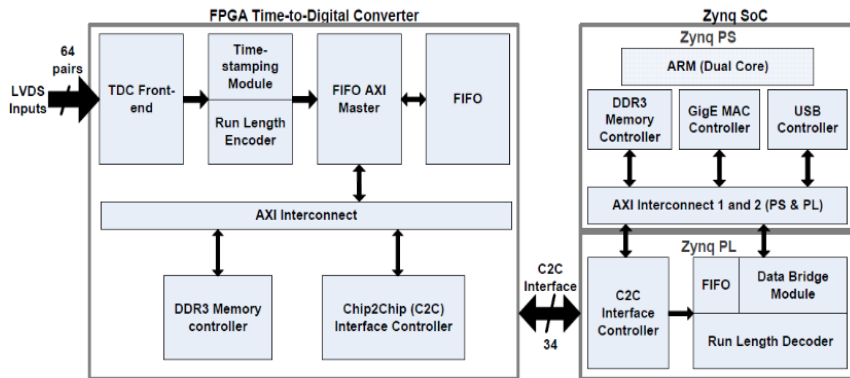 FPGA Time-to-Digital Converter
Zynq SoC
64
pairs
LVDS
Inputs
TDC Front-
end
Time-
stamping
Module
Run Length
Encoder
FIFO AXI
Master
FIFO
AXI Interconnect
DDR3 Memory
controller
Chip2Chip (C2C)
Interface Controller
C2C
Interface
34
Zynq PS
ARM (Dual Core)
DDR3
Memory
Controller
GigE MAC
Controller
USB
Controller
AXI Interconnect 1 and 2 (PS & PL)
Zynq PL
C2C
Interface
Controller
FIFO
Data Bridge
Module
Run Length Decoder